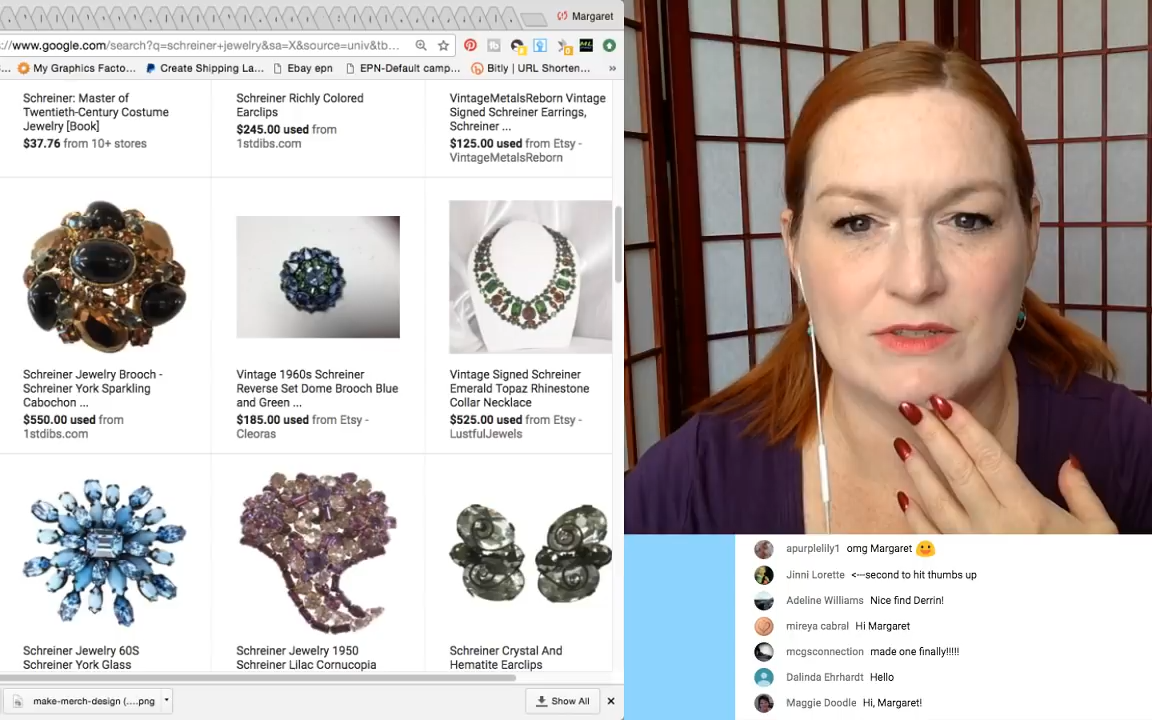 Margaret
://www.google.com/search?q=schreiner+jewelry&sa=X&source=univ&tb...
... My Graphics Facto... Create Shipping La... Ebay epn EPN-Default camp... Bitly | URL Shorten... »
Schreiner: Master of
Twentieth-Century Costume
Jewelry [Book]
$37.76 from 10+ stores
Schreiner Richly Colored
Earclips
$245.00 used from
1stdibs.com
VintageMetalsReborn Vintage
Signed Schreiner Earrings,
Schreiner ...
$125.00 used from Etsy -
VintageMetalsReborn
Schreiner Jewelry Brooch -
Schreiner York Sparkling
Cabochon ...
$550.00 used from
1stdibs.com
Vintage 1960s Schreiner
Reverse Set Dome Brooch Blue
and Green ...
$185.00 used from Etsy -
Cleoras
Vintage Signed Schreiner
Emerald Topaz Rhinestone
Collar Necklace
$525.00 used from Etsy -
LustfulJewels
Schreiner Jewelry 60S
Schreiner York Glass
Schreiner Jewelry 1950
Schreiner Lilac Cornucopia
Schreiner Crystal And
Hematite Earclips
make-merch-design (....png
Show All
apurplelily1 omg Margaret
Jinni Lorette <---second to hit thumbs up
Adeline Williams Nice find Derrin!
mireya cabral Hi Margaret
mcgsconnection made one finally!!!!!
Dalinda Ehrhardt Hello
Maggie Doodle Hi, Margaret!